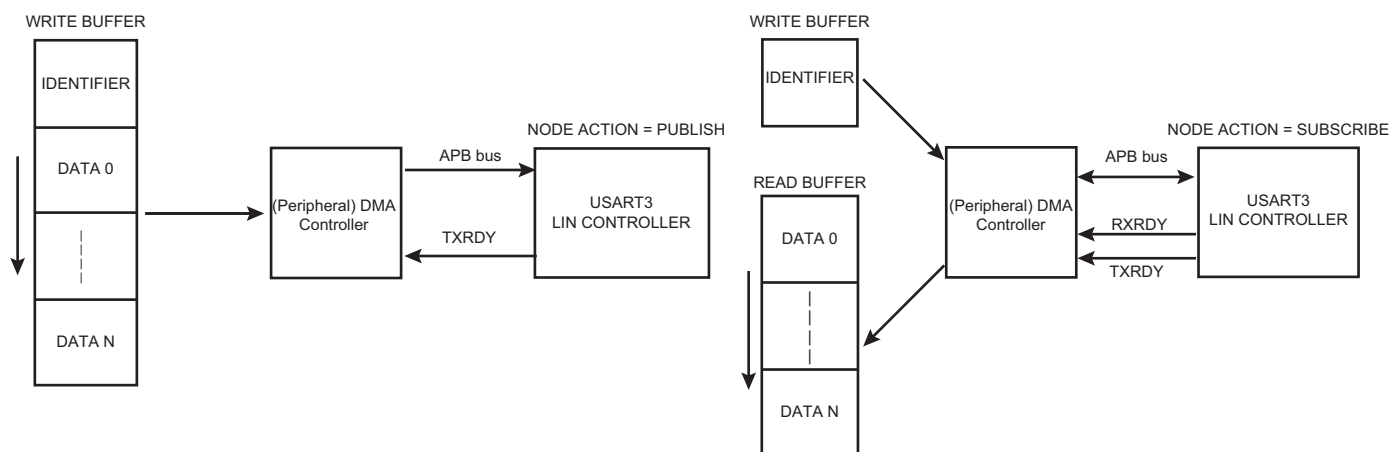 WRITE BUFFER
IDENTIFIER
DATA 0
DATA N
(Peripheral) DMA
Controller
APB bus
TXRDY
NODE ACTION = PUBLISH
USART3
LIN CONTROLLER
WRITE BUFFER
IDENTIFIER
READ BUFFER
DATA 0
DATA N
(Peripheral) DMA
Controller
APB bus
RXRDY
TXRDY
NODE ACTION = SUBSCRIBE
USART3
LIN CONTROLLER